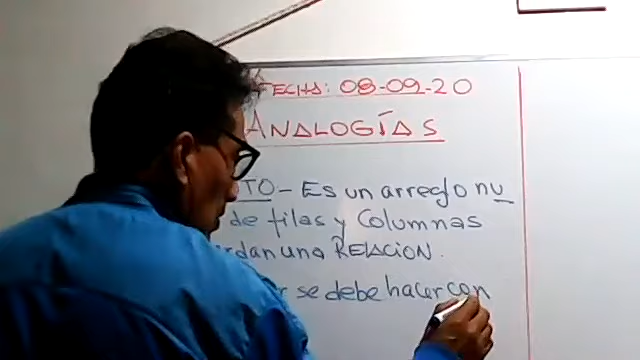 FECHA: 08-09-20
ANALOGÍAS
TO - Es un arreglo nu
de filas y Columnas
dan una RELACION.
r se debe hacer con